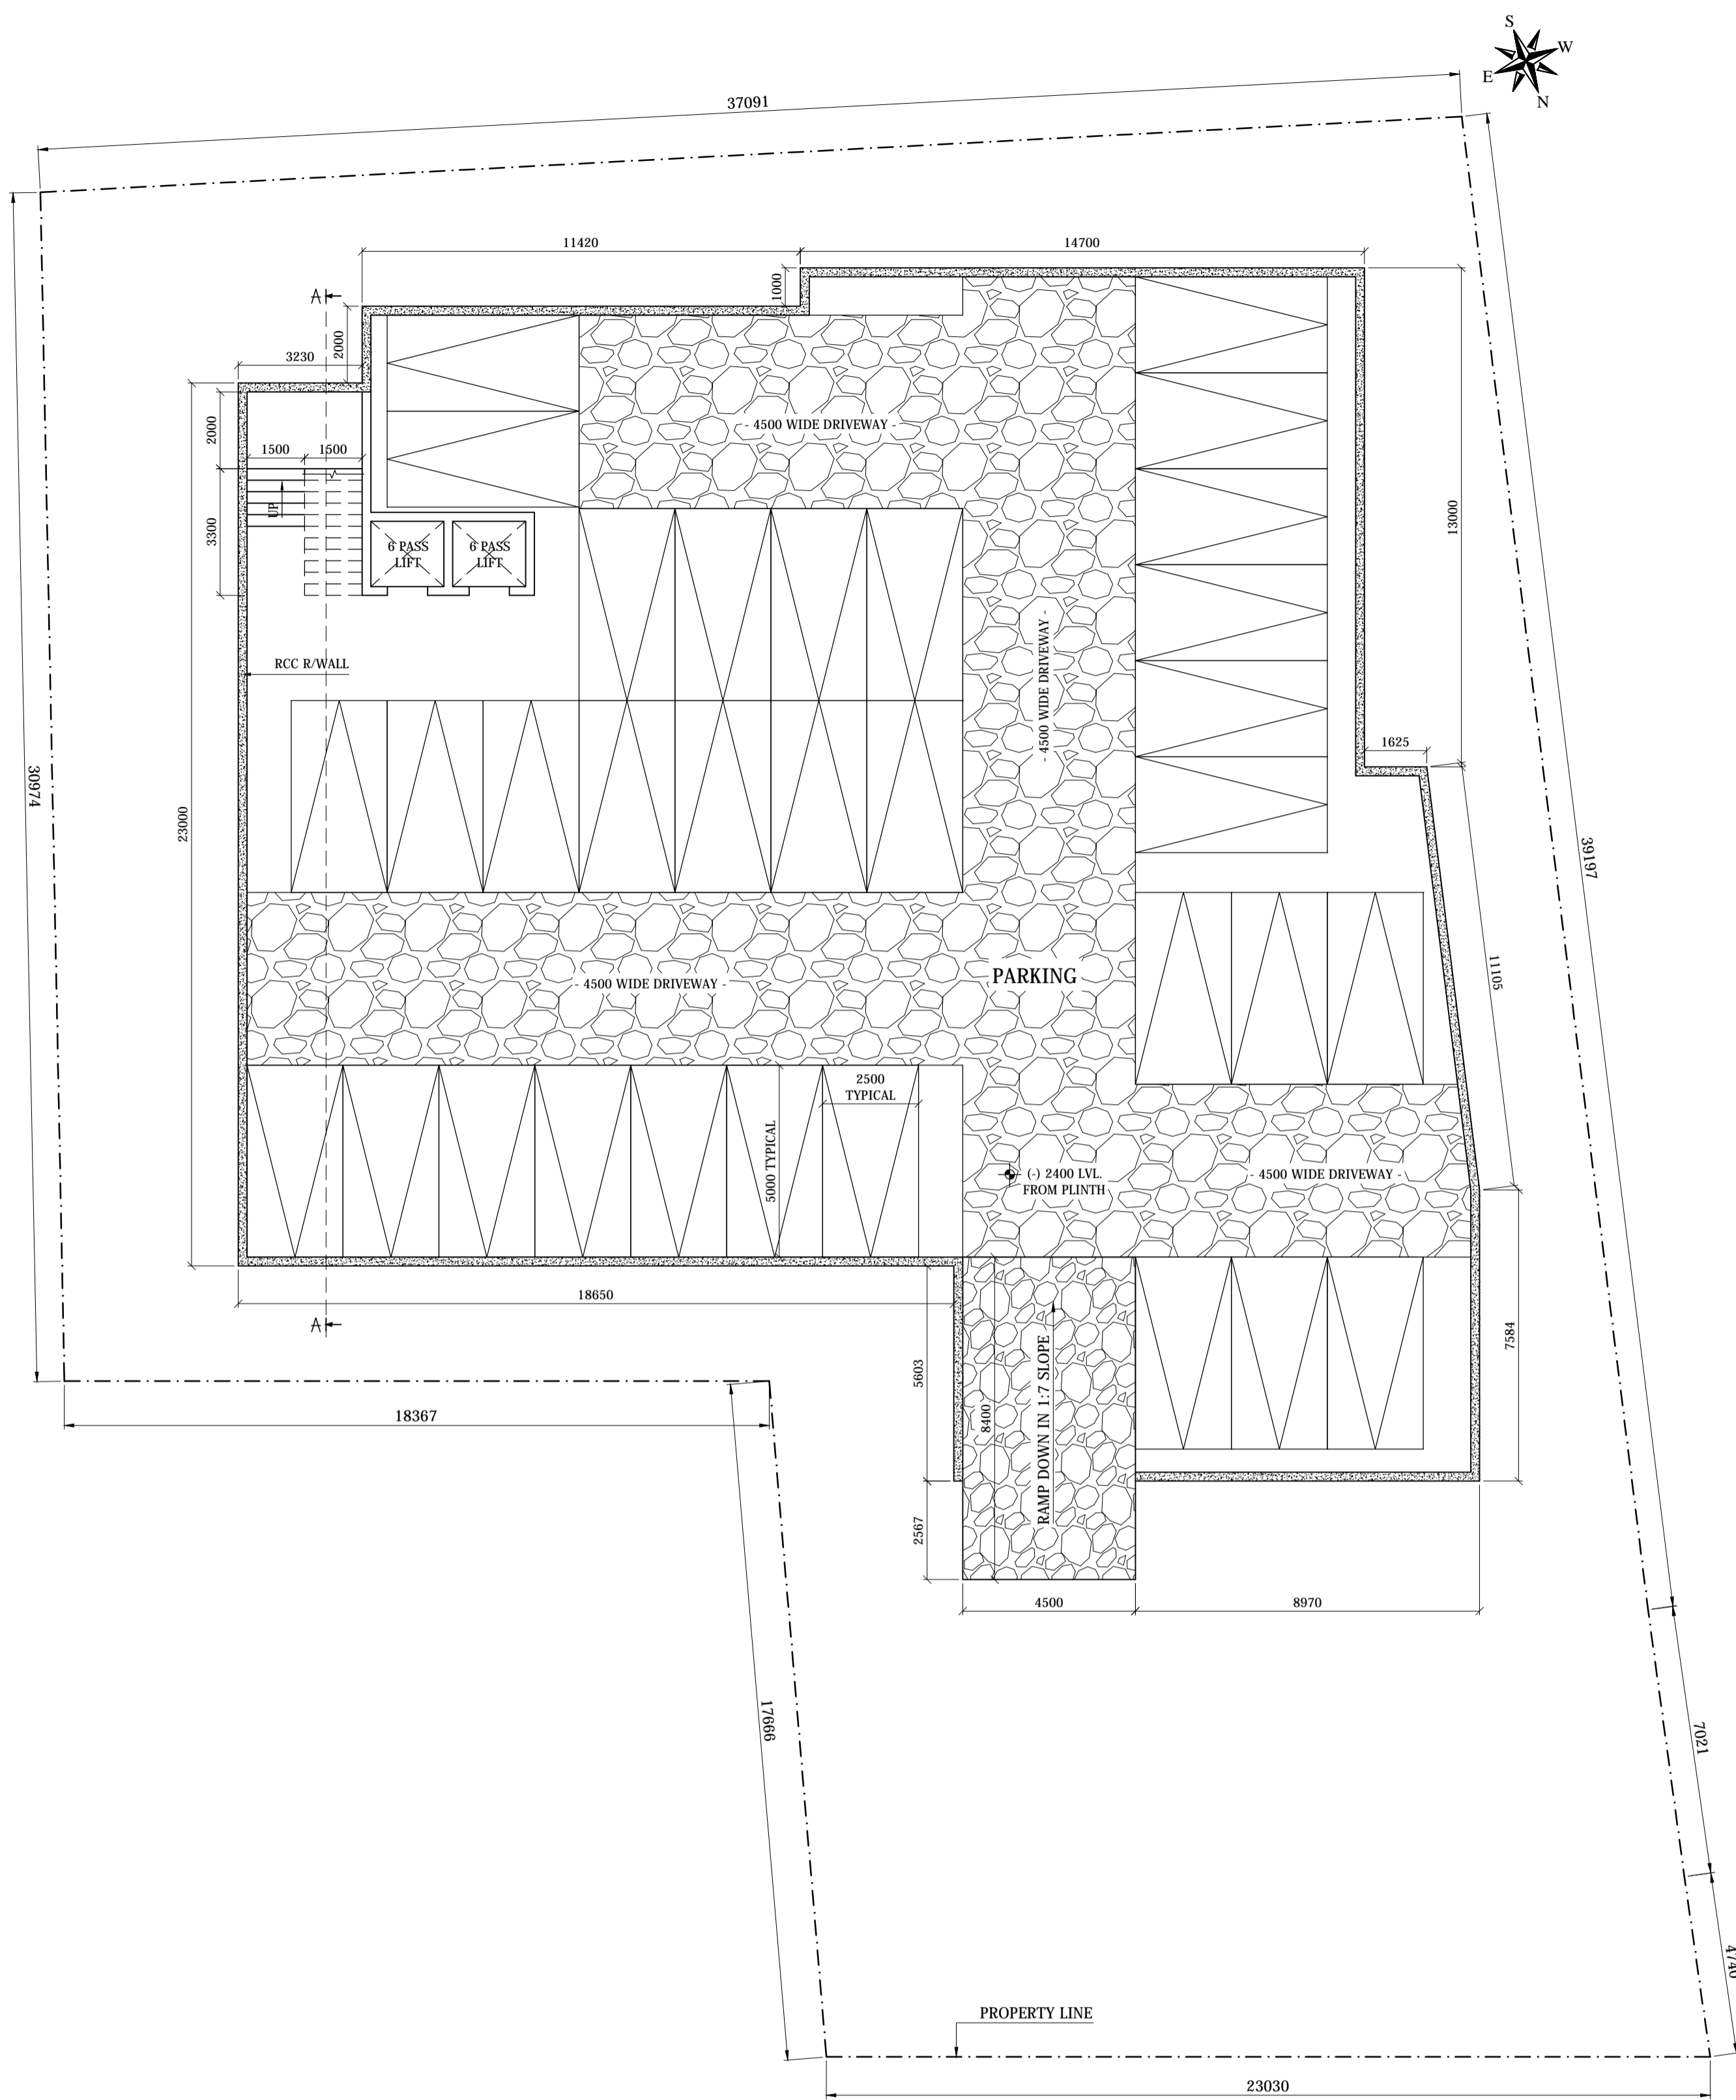 S
W
E
N
37091
11420
14700
1000
A
2000
3230
2000
1500
1500
- 4500 WIDE DRIVEWAY -
UP
3300
13000
6 PASS
LIFT
6 PASS
LIFT
- 4500 WIDE DRIVEWAY -
RCC R/WALL
1625
30974
23000
39197
11105
- 4500 WIDE DRIVEWAY -
PARKING
2500
TYPICAL
5000 TYPICAL
(-) 2400 LVL.
FROM PLINTH
- 4500 WIDE DRIVEWAY -
18650
A
5603
8400
RAMP DOWN IN 1:7 SLOPE
7584
18367
2567
4500
8970
17666
7021
4740
PROPERTY LINE
23030